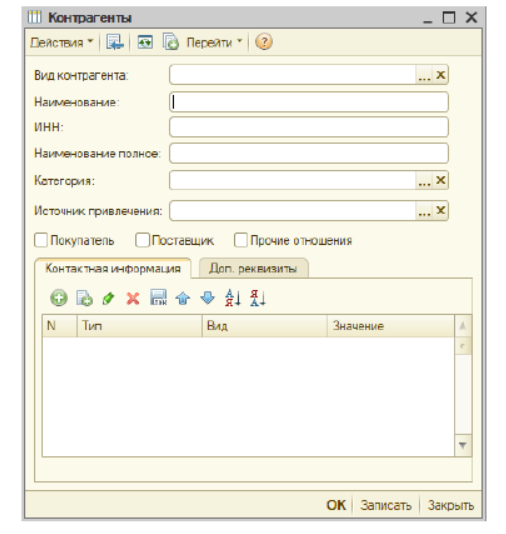 Контрагенты
Действия Перейти
Вид контрагента: ... x
Наименование:
ИНН:
Наименование полное:
Категория: ... x
Источник привлечения: ... x
Покупатель Поставщик Прочие отношения
Контактная информация Доп. реквизиты
N Тип Вид Значение
OK Записать Закрыть